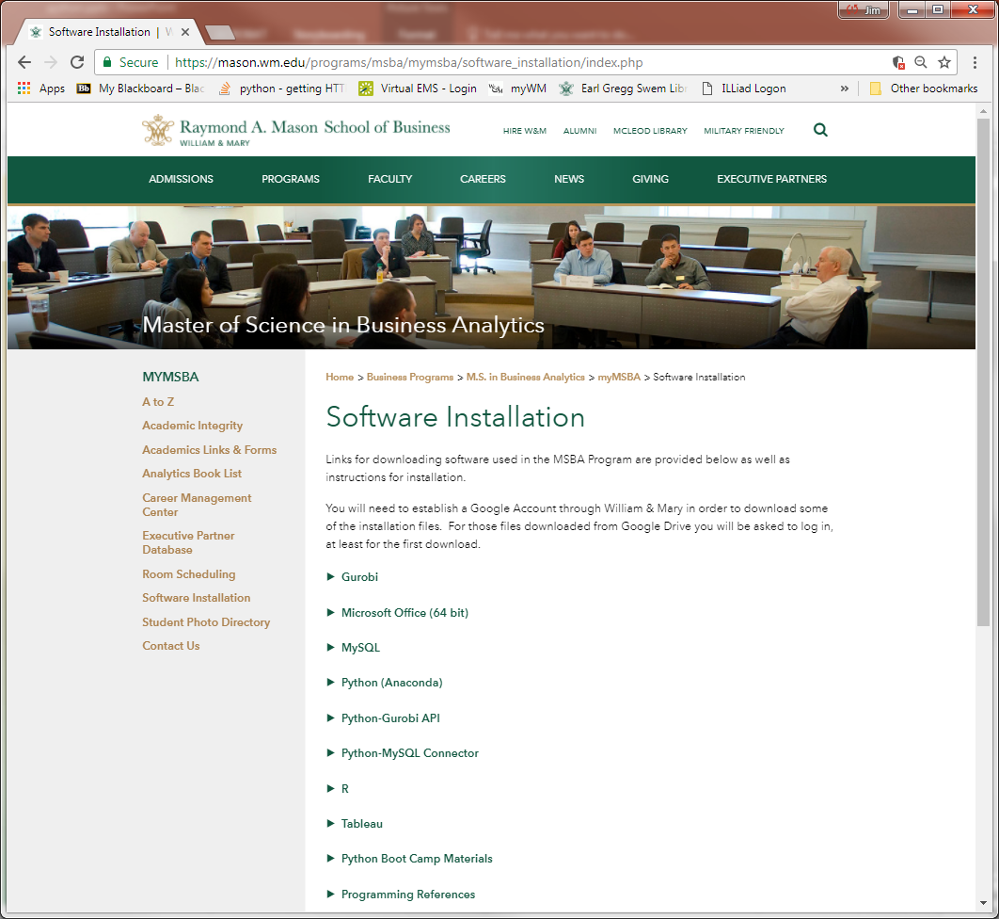 Jim
Software Installation | W
Secure https://mason.wm.edu/programs/msba/mymsba/software_installation/index.php
Apps Bb My Blackboard – Blac python - getting HTT Virtual EMS - Login myWM Earl Gregg Swem Libr ILLiad Logon » Other bookmarks
Raymond A. Mason School of Business
WILLIAM & MARY
HIRE W&M ALUMNI MCLEOD LIBRARY MILITARY FRIENDLY
ADMISSIONS PROGRAMS FACULTY CAREERS NEWS GIVING EXECUTIVE PARTNERS
Master of Science in Business Analytics
MYMSBA
A to Z
Academic Integrity
Academics Links & Forms
Analytics Book List
Career Management
Center
Executive Partner
Database
Room Scheduling
Software Installation
Student Photo Directory
Contact Us
Home > Business Programs > M.S. in Business Analytics > myMSBA > Software Installation
Software Installation
Links for downloading software used in the MSBA Program are provided below as well as
instructions for installation.
You will need to establish a Google Account through William & Mary in order to download some
of the installation files. For those files downloaded from Google Drive you will be asked to log in,
at least for the first download.
Gurobi
Microsoft Office (64 bit)
MySQL
Python (Anaconda)
Python-Gurobi API
Python-MySQL Connector
R
Tableau
Python Boot Camp Materials
Programming References